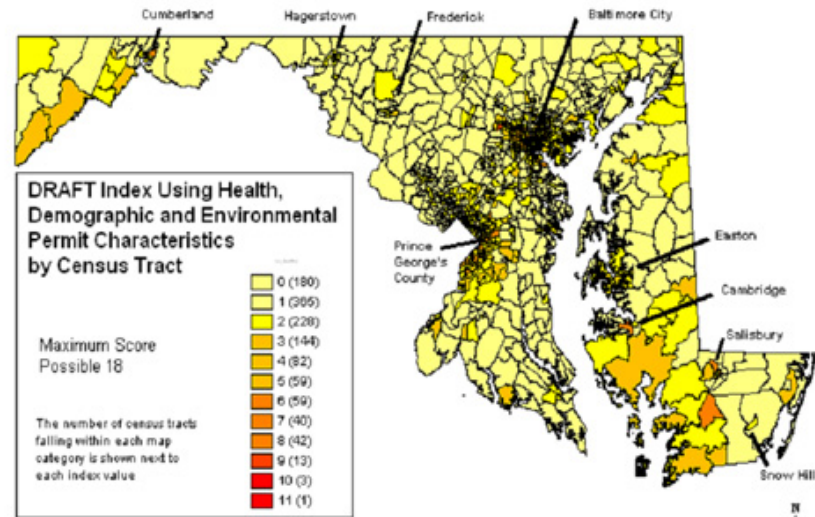 Cumberland
Hagerstown
Frederick
Baltimore City
DRAFT Index Using Health,
Demographic and Environmental
Permit Characteristics
by Census Tract
Maximum Score
Possible 18
The number of census tracts
falling within each map
category is shown next to
each index value
0 (180)
1 (365)
2 (228)
3 (144)
4 (82)
5 (59)
6 (59)
7 (40)
8 (42)
9 (13)
10 (3)
11 (1)
Prince
George's
County
Easton
Cambridge
Salisbury
Snow Hill
N